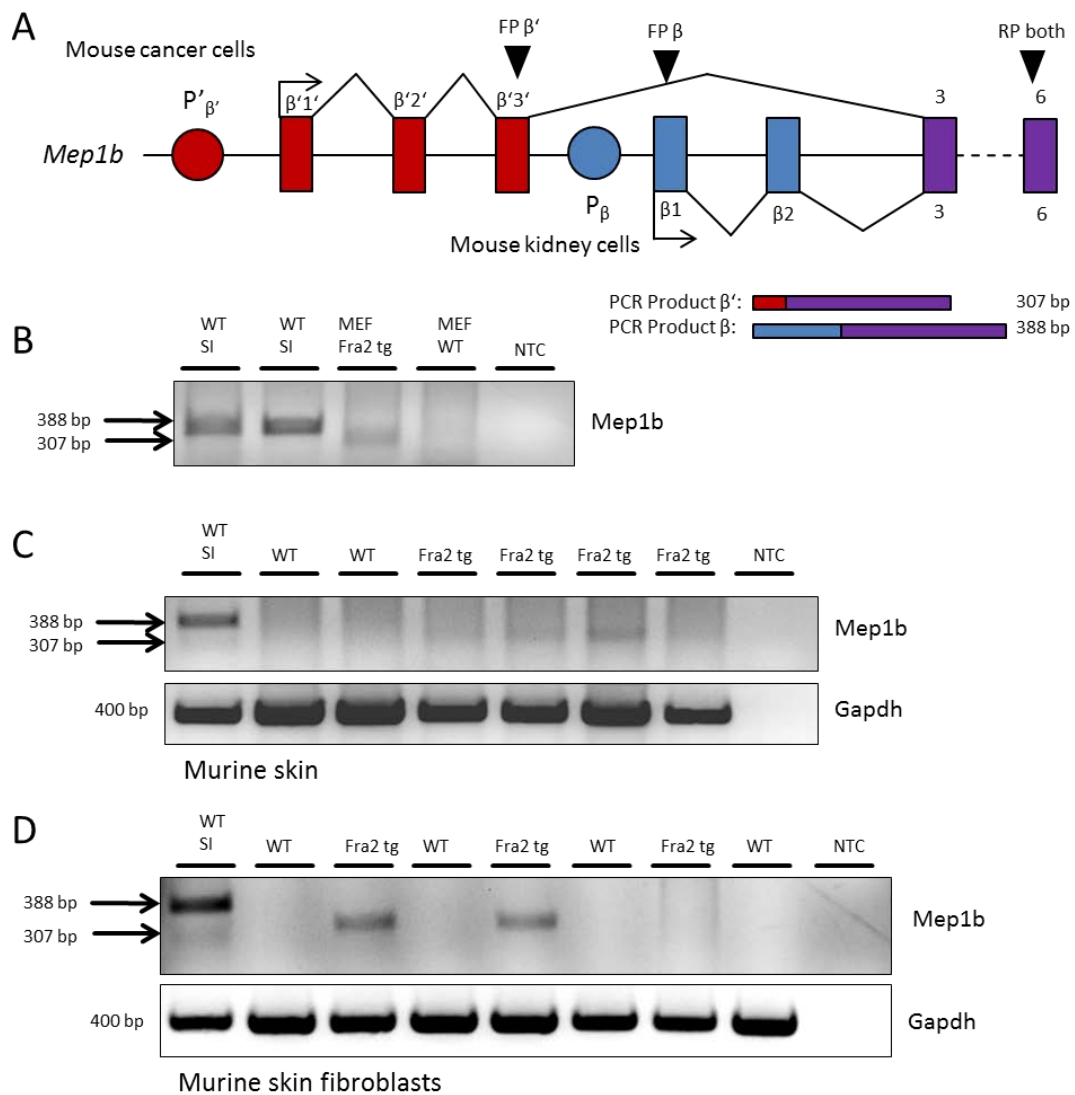 A
Mouse cancer cells
FP β‘
FP β
RP both
P’β’
β‘1‘
β‘2‘
β‘3‘
3
6
Mep1b
Pβ
β1
β2
3
6
Mouse kidney cells
PCR Product β‘: 307 bp
PCR Product β: 388 bp
B
WT SI
WT SI
MEF Fra2 tg
MEF WT
NTC
388 bp
307 bp
Mep1b
C
WT SI
WT
WT
Fra2 tg
Fra2 tg
Fra2 tg
Fra2 tg
NTC
388 bp
307 bp
Mep1b
400 bp
Gapdh
Murine skin
D
WT SI
WT
Fra2 tg
WT
Fra2 tg
WT
Fra2 tg
WT
NTC
388 bp
307 bp
Mep1b
400 bp
Gapdh
Murine skin fibroblasts